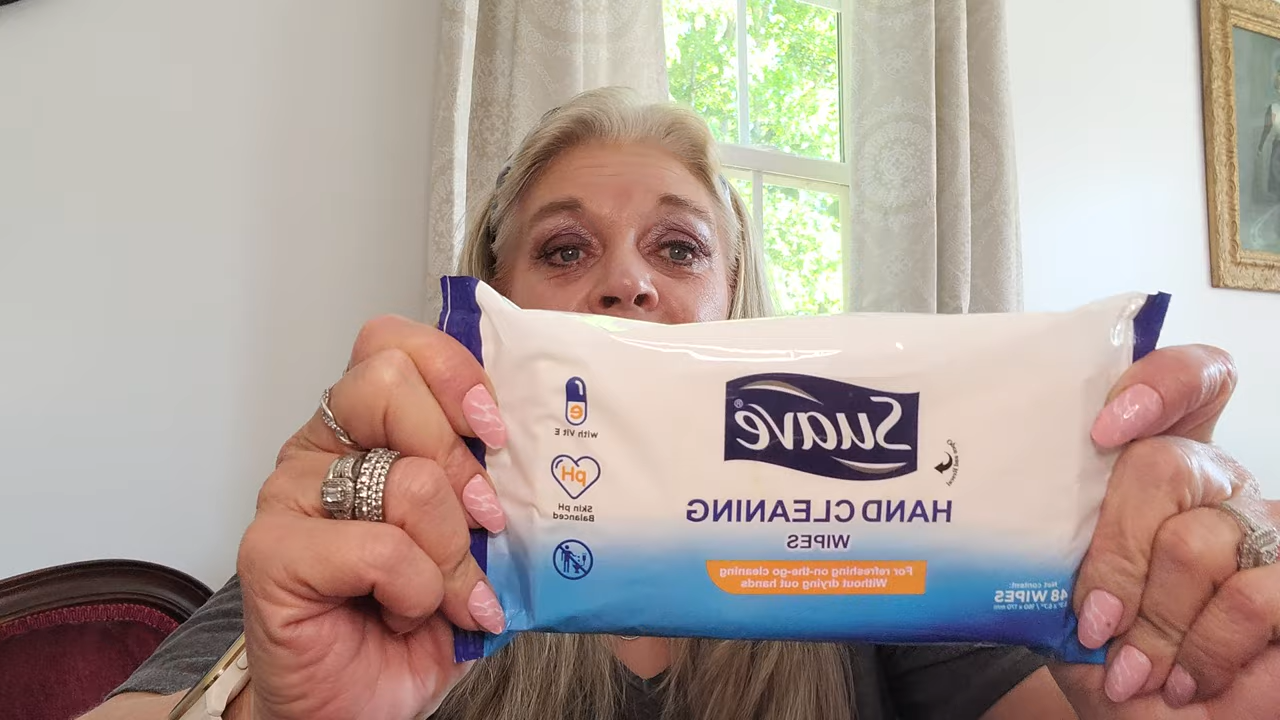 Suave®
HAND CLEANING
WIPES
For refreshing on-the-go cleaning
Without drying out hands
e
with Vit E
pH
Skin pH
Balanced
Net content:
48 WIPES